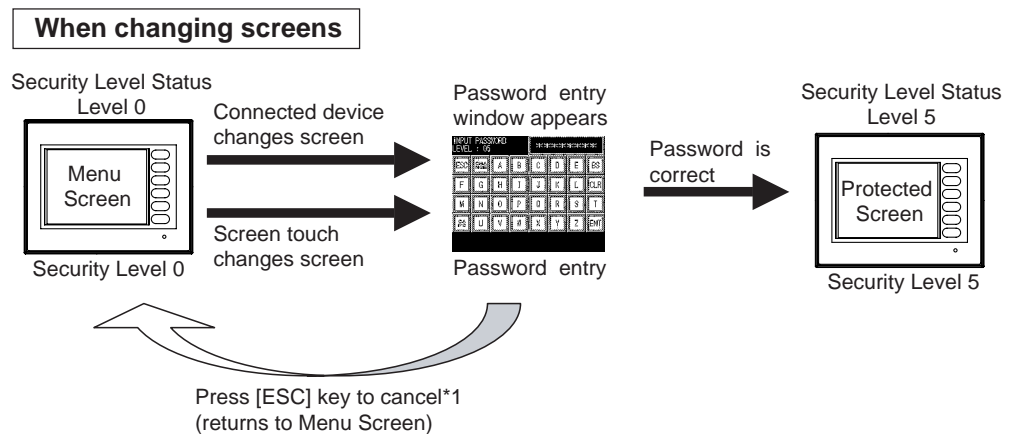 When changing screens
Security Level Status
Level 0
Menu
Screen
Security Level 0
Connected device
changes screen
Screen touch
changes screen
Password entry
window appears
INPUT PASSWORD
LEVEL : 05
ESC
A B C D E BS
F G H I J K L CLR
M N O P Q R S T
U V W X Y Z ENT
Password entry
Password is
correct
Security Level Status
Level 5
Protected
Screen
Security Level 5
Press [ESC] key to cancel*1
(returns to Menu Screen)